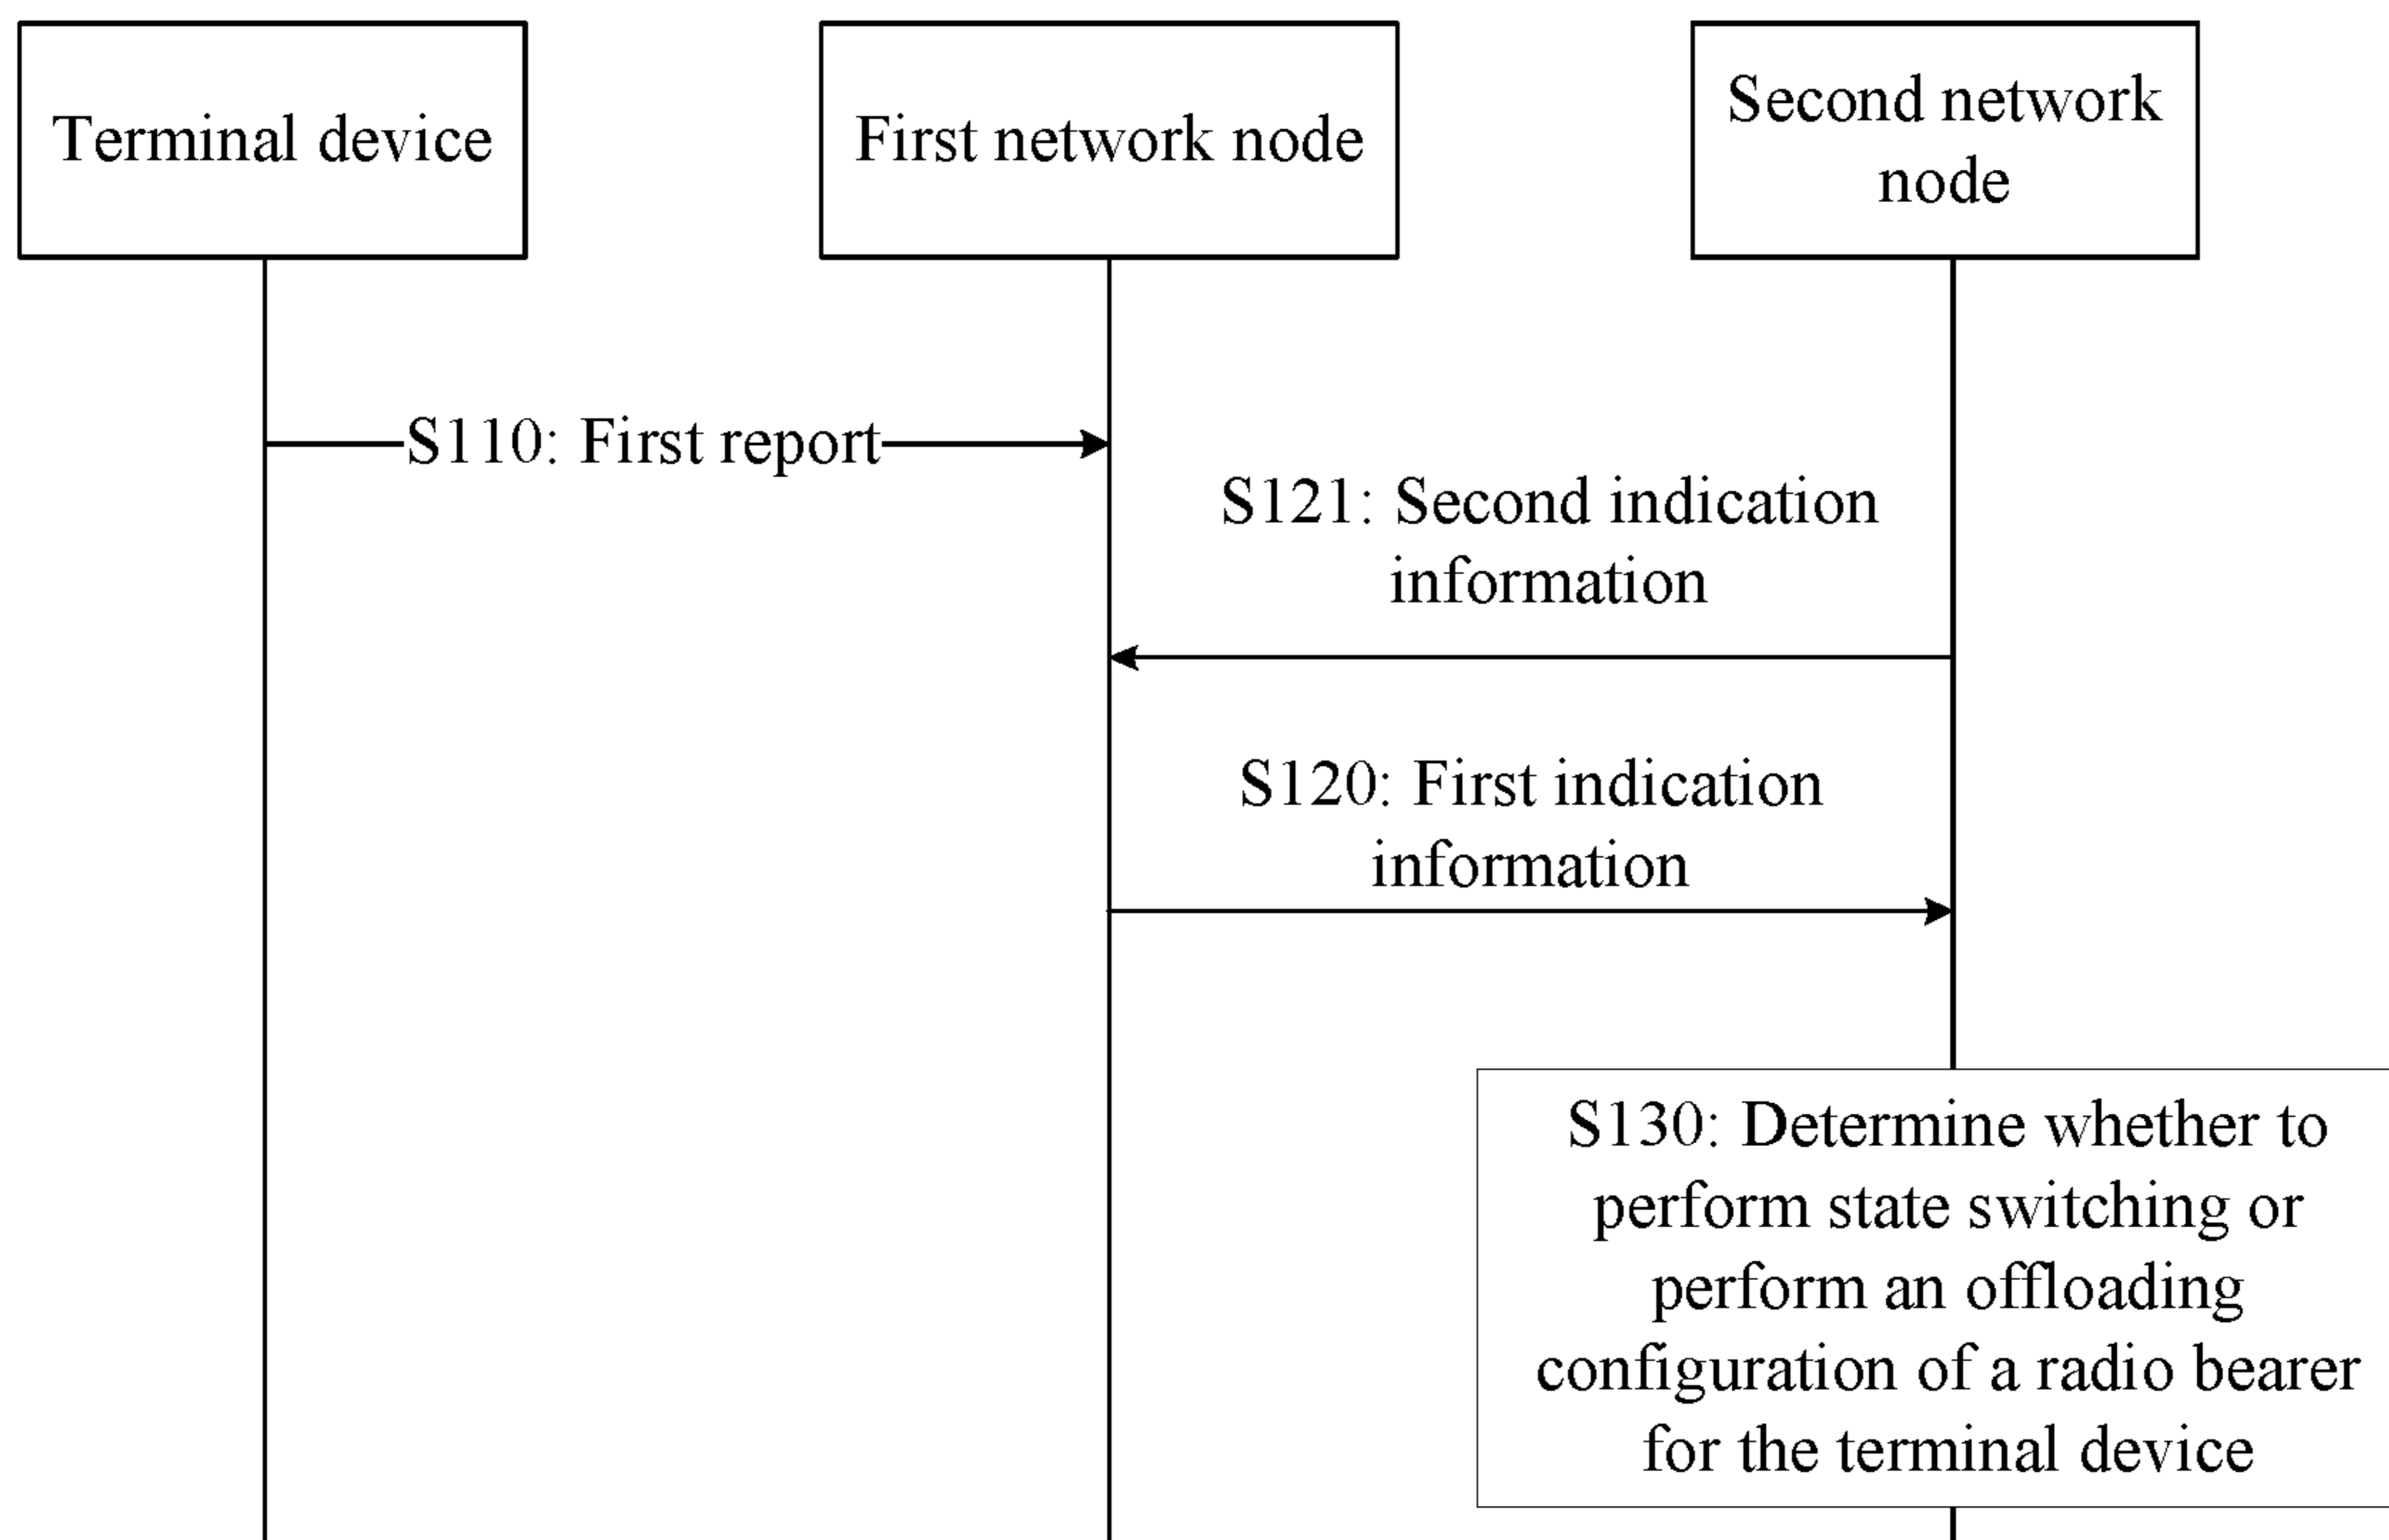 Terminal device
First network node
Second network
node
S110: First report
S121: Second indication
information
S120: First indication
information
S130: Determine whether to
perform state switching or
perform an offloading
configuration of a radio bearer
for the terminal device